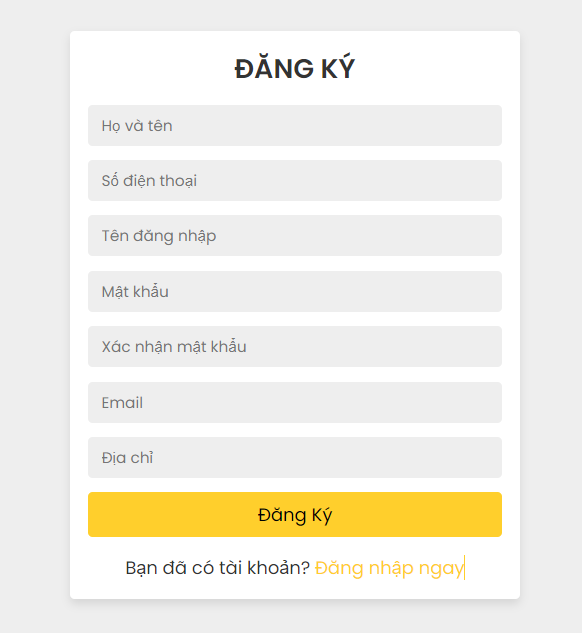 ĐĂNG KÝ
Họ và tên
Số điện thoại
Tên đăng nhập
Mật khẩu
Xác nhận mật khẩu
Email
Địa chỉ
Đăng Ký
Bạn đã có tài khoản? Đăng nhập ngay